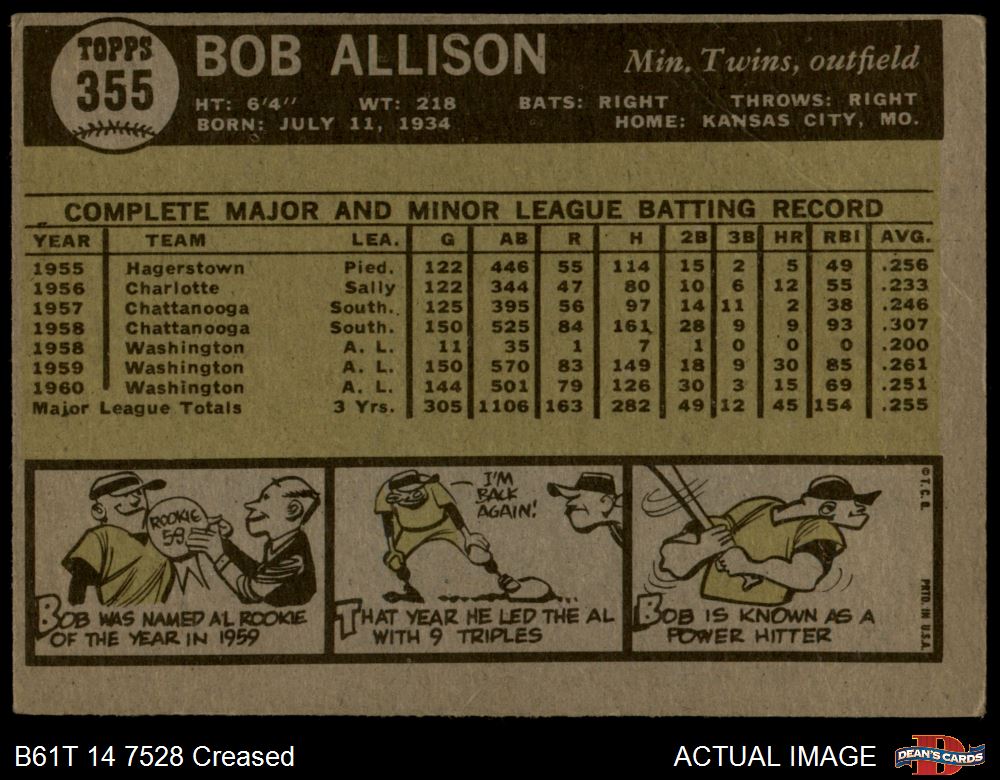 TOPPS
355
BOB ALLISON
Min. Twins, outfield
HT: 6'4" WT: 218 BATS: RIGHT THROWS: RIGHT
BORN: JULY 11, 1934 HOME: KANSAS CITY, MO.
COMPLETE MAJOR AND MINOR LEAGUE BATTING RECORD
YEAR TEAM LEA. G AB R H 2B 3B HR RBI AVG.
1955 Hagerstown Pied. 122 446 55 114 15 2 5 49 .256
1956 Charlotte Sally 122 344 47 80 10 6 12 55 .233
1957 Chattanooga South. 125 395 56 97 14 11 2 38 .246
1958 Chattanooga South. 150 525 84 161 28 9 9 93 .307
1958 Washington A. L. 11 35 1 7 1 0 0 0 .200
1959 Washington A. L. 150 570 83 149 18 9 30 85 .261
1960 Washington A. L. 144 501 79 126 30 3 15 69 .251
Major League Totals 3 Yrs. 305 1106 163 282 49 12 45 154 .255
ROOKIE
59
BOB WAS NAMED AL ROOKIE
OF THE YEAR IN 1959
I'M
BACK
AGAIN!
THAT YEAR HE LED THE AL
WITH 9 TRIPLES
BOB IS KNOWN AS A
POWER HITTER
© T. C. G.
PRTD. IN U.S.A.
B61T 14 7528 Creased
ACTUAL IMAGE
DEAN'S CARDS